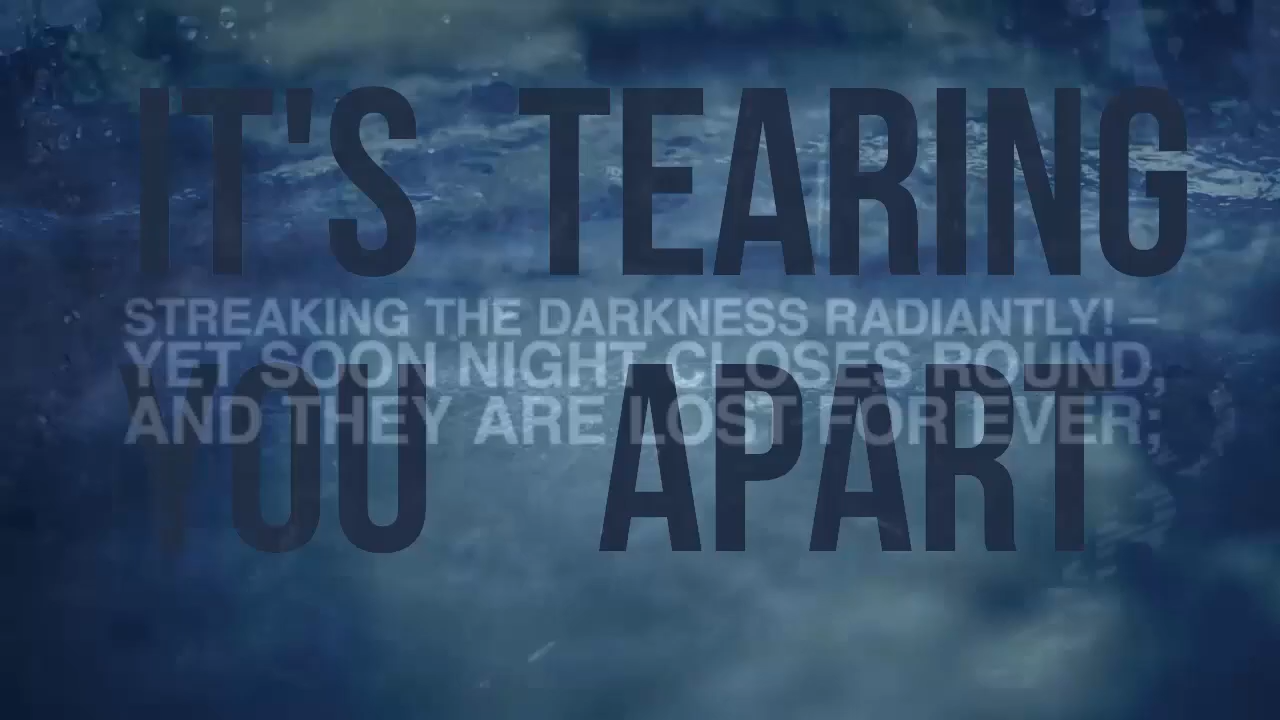 IT'S TEARING
STREAKING THE DARKNESS RADIANTLY! –
YET SOON NIGHT CLOSES ROUND,
AND THEY ARE LOST FOR EVER;
YOU APART